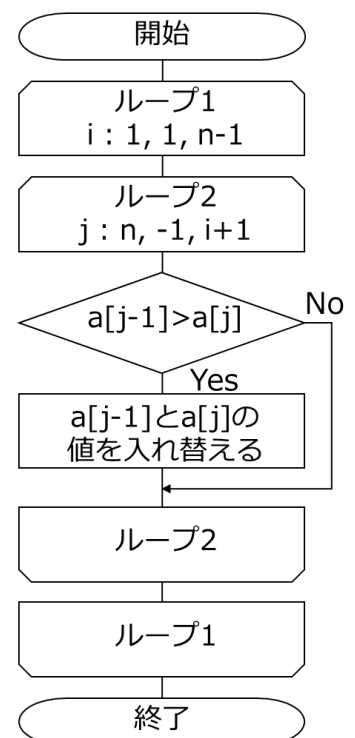 開始
ループ1
i : 1, 1, n-1
ループ2
j : n, -1, i+1
a[j-1]>a[j]
No
Yes
a[j-1]とa[j]の
値を入れ替える
ループ2
ループ1
終了